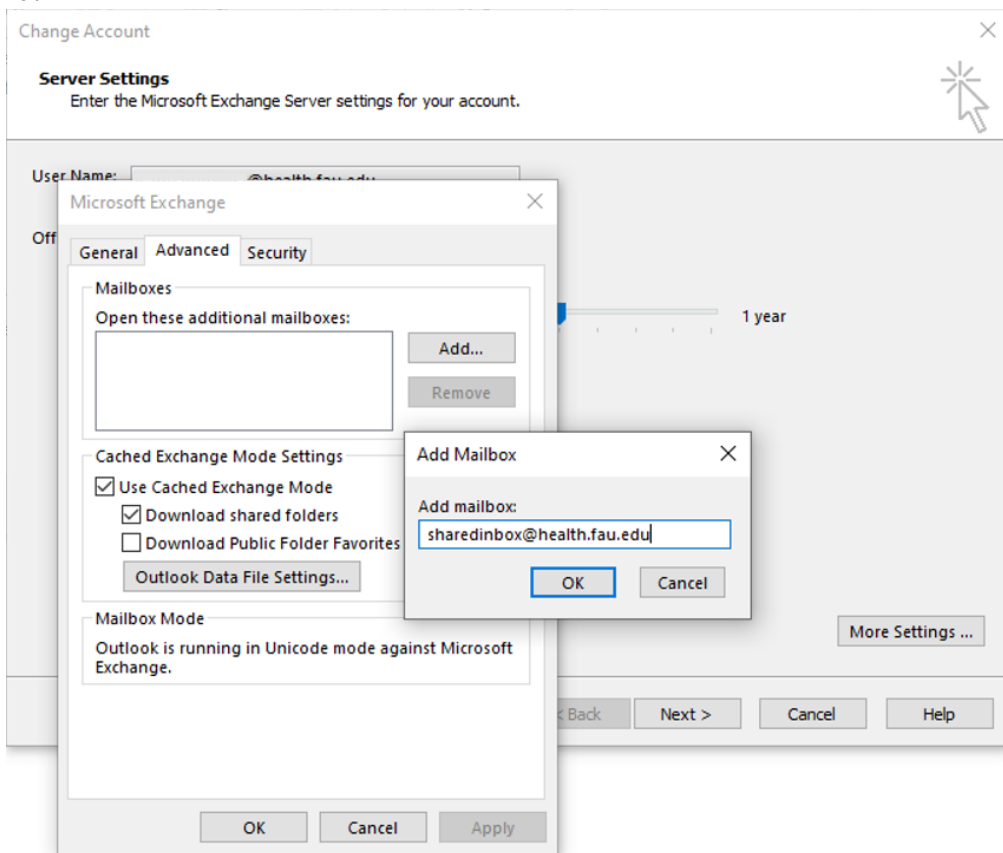 Change Account
Server Settings
Enter the Microsoft Exchange Server settings for your account.
User Name:
@health.fau.edu
Off
1 year
Microsoft Exchange
General
Advanced
Security
Mailboxes
Open these additional mailboxes:
Add...
Remove
Cached Exchange Mode Settings
Use Cached Exchange Mode
Download shared folders
Download Public Folder Favorites
Outlook Data File Settings...
Mailbox Mode
Outlook is running in Unicode mode against Microsoft
Exchange.
OK
Cancel
Apply
Add Mailbox
Add mailbox:
sharedinbox@health.fau.edu
OK
Cancel
More Settings ...
< Back
Next >
Cancel
Help